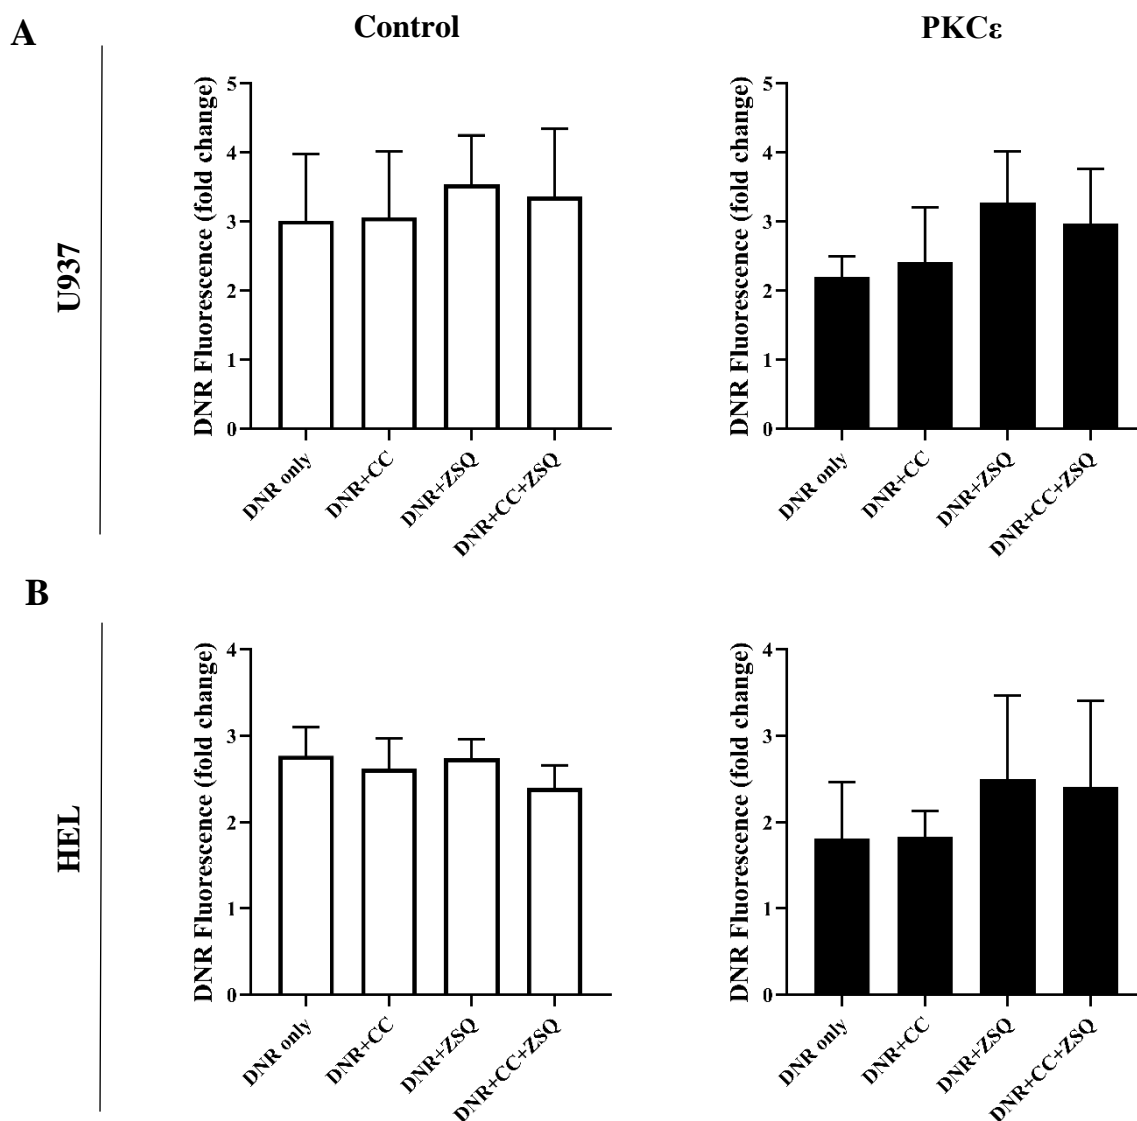 A
Control
PKCε
U937
DNR Fluorescence (fold change)
5
4
3
2
1
0
DNR only
DNR+CC
DNR+ZSQ
DNR+CC+ZSQ
DNR Fluorescence (fold change)
5
4
3
2
1
0
DNR only
DNR+CC
DNR+ZSQ
DNR+CC+ZSQ
B
HEL
DNR Fluorescence (fold change)
4
3
2
1
0
DNR only
DNR+CC
DNR+ZSQ
DNR+CC+ZSQ
DNR Fluorescence (fold change)
4
3
2
1
0
DNR only
DNR+CC
DNR+ZSQ
DNR+CC+ZSQ